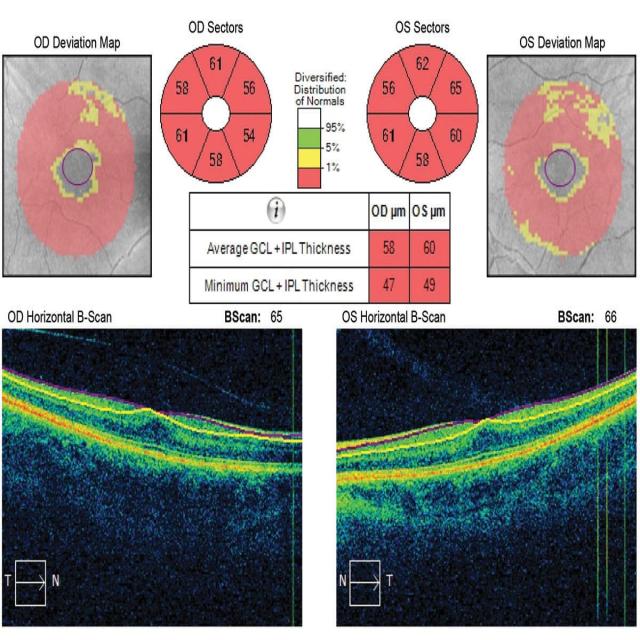 OD Deviation Map
OD Sectors
OS Sectors
OS Deviation Map
61
58
56
61
54
58
Diversified:
Distribution
of Normals
95%
5%
1%
62
56
65
61
60
58
i OD µm OS µm
Average GCL + IPL Thickness 58 60
Minimum GCL + IPL Thickness 47 49
OD Horizontal B-Scan BScan: 65
OS Horizontal B-Scan BScan: 66
T N
N T